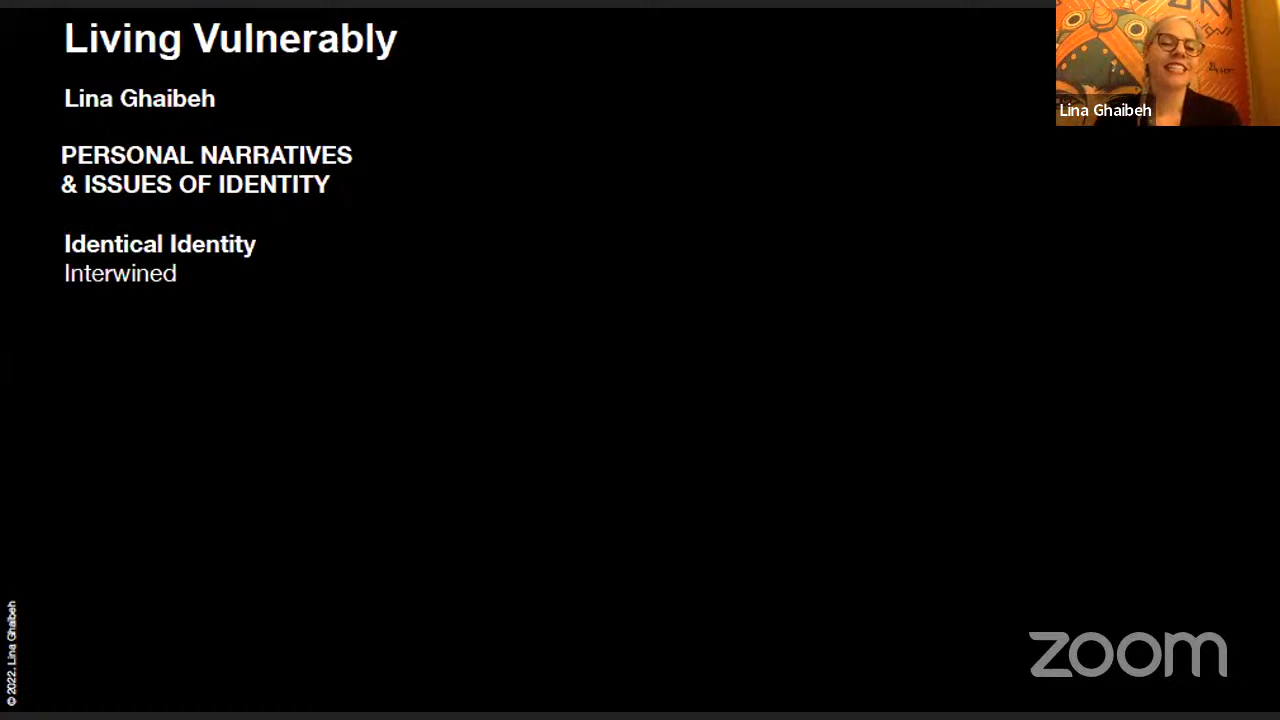 Living Vulnerably
Lina Ghaibeh
PERSONAL NARRATIVES
& ISSUES OF IDENTITY
Identical Identity
Interwined
Lina Ghaibeh
© 2022, Lina Ghaibeh
zoom